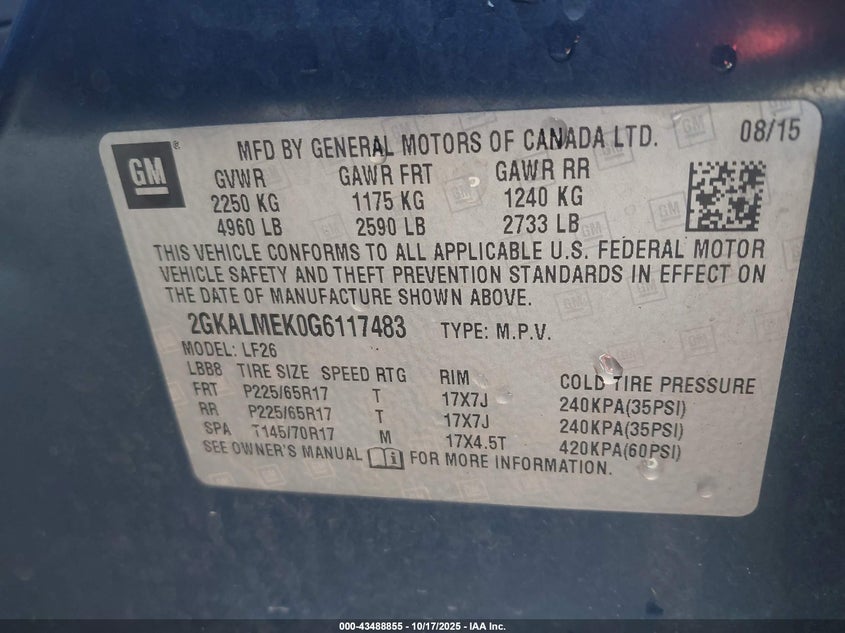 GM ® MFD BY GENERAL MOTORS OF CANADA LTD. 08/15
GVWR GAWR FRT GAWR RR
2250 KG 1175 KG 1240 KG
4960 LB 2590 LB 2733 LB
THIS VEHICLE CONFORMS TO ALL APPLICABLE U.S. FEDERAL MOTOR
VEHICLE SAFETY AND THEFT PREVENTION STANDARDS IN EFFECT ON
THE DATE OF MANUFACTURE SHOWN ABOVE.
2GKALMEK0G6117483 TYPE: M.P.V.
MODEL: LF26
LBB8 TIRE SIZE SPEED RTG RIM COLD TIRE PRESSURE
FRT P225/65R17 T 17X7J 240KPA(35PSI)
RR P225/65R17 T 17X7J 240KPA(35PSI)
SPA T145/70R17 M 17X4.5T 420KPA(60PSI)
SEE OWNER'S MANUAL i FOR MORE INFORMATION.
000-43488855 - 10/17/2025 - IAA Inc.